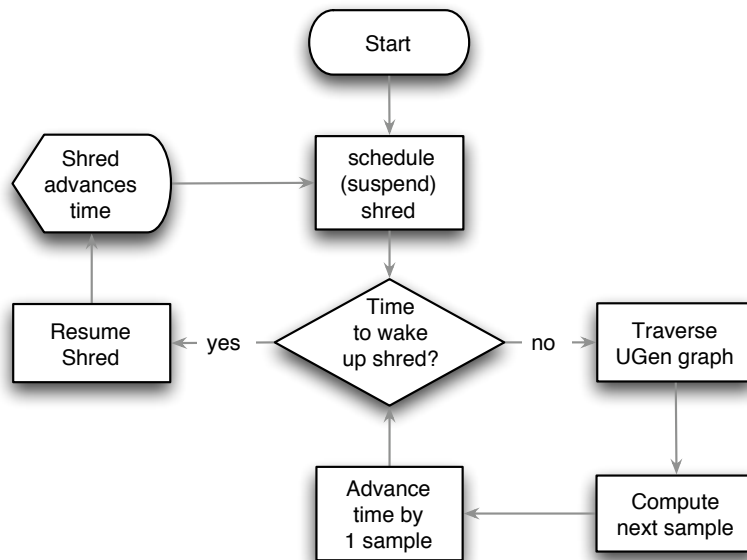 Start
Shred
advances
time
schedule
(suspend)
shred
Resume
Shred
yes
Time
to wake
up shred?
no
Traverse
UGen graph
Advance
time by
1 sample
Compute
next sample